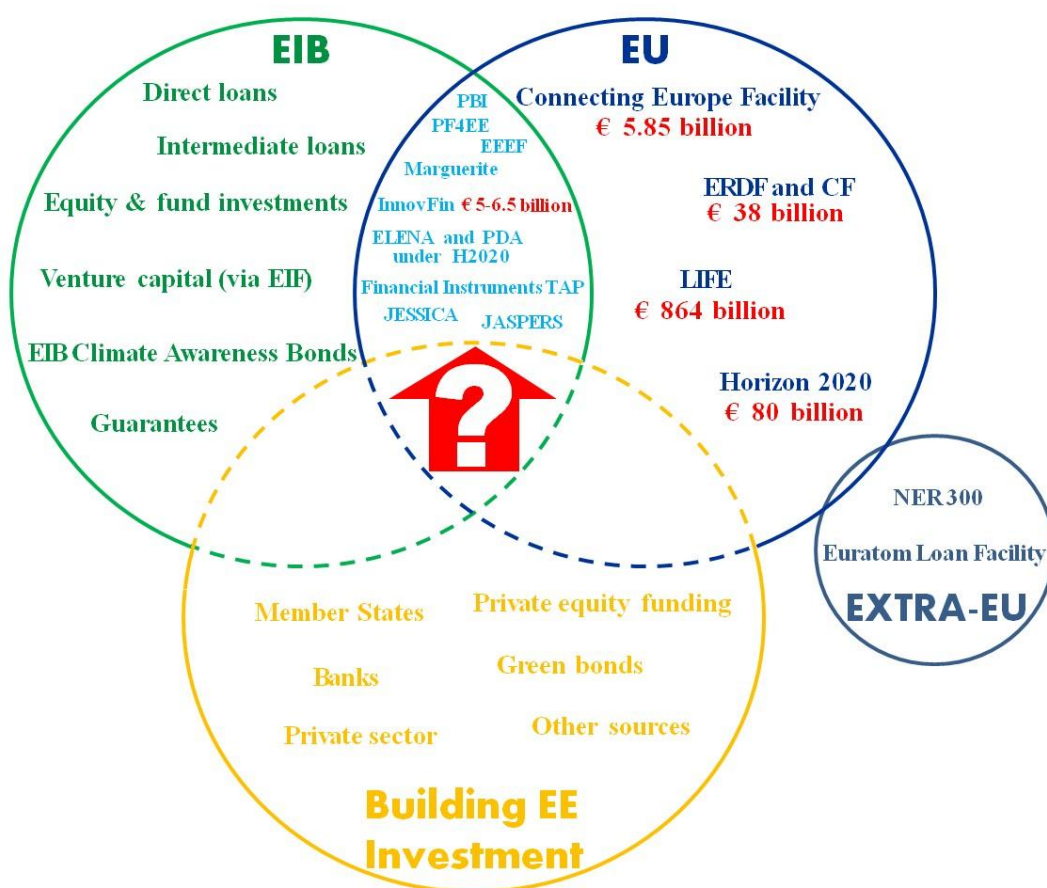 EIB
Direct loans
Intermediate loans
Equity & fund investments
Venture capital (via EIF)
EIB Climate Awareness Bonds
Guarantees
PBI
PF4EE
EEEF
Marguerite
InnovFin € 5-6.5 billion
ELENA and PDA
under H2020
Financial Instruments TAP
JESSICA
JASPERS
EU
Connecting Europe Facility
€ 5.85 billion
ERDF and CF
€ 38 billion
LIFE
€ 864 billion
Horizon 2020
€ 80 billion
?
NER 300
Euratom Loan Facility
EXTRA-EU
Member States
Private equity funding
Banks
Green bonds
Private sector
Other sources
Building EE
Investment